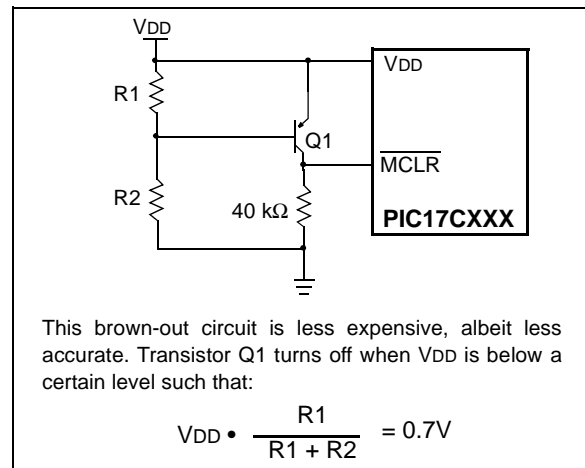 VDD
VDD
R1
Q1
MCLR
R2
40 kΩ
PIC17CXXX
This brown-out circuit is less expensive, albeit less
accurate. Transistor Q1 turns off when VDD is below a
certain level such that:
VDD • R1 / R1 + R2 = 0.7V